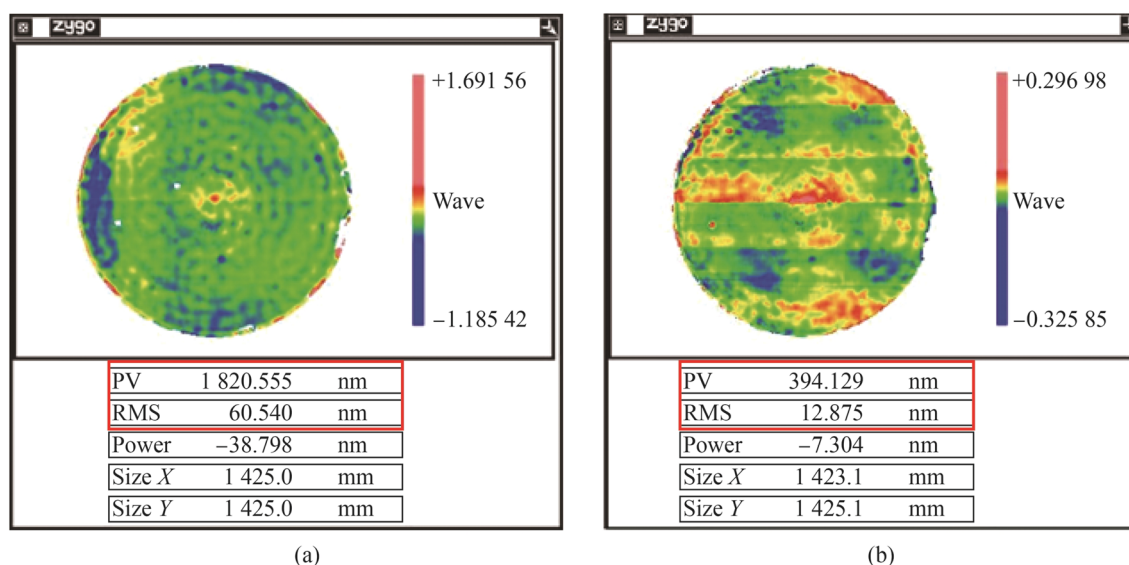 zygo
+1.691 56
Wave
−1.185 42
PV 1 820.555 nm
RMS 60.540 nm
Power −38.798 nm
Size X 1 425.0 mm
Size Y 1 425.0 mm
(a)
zygo
+0.296 98
Wave
−0.325 85
PV 394.129 nm
RMS 12.875 nm
Power −7.304 nm
Size X 1 423.1 mm
Size Y 1 425.1 mm
(b)